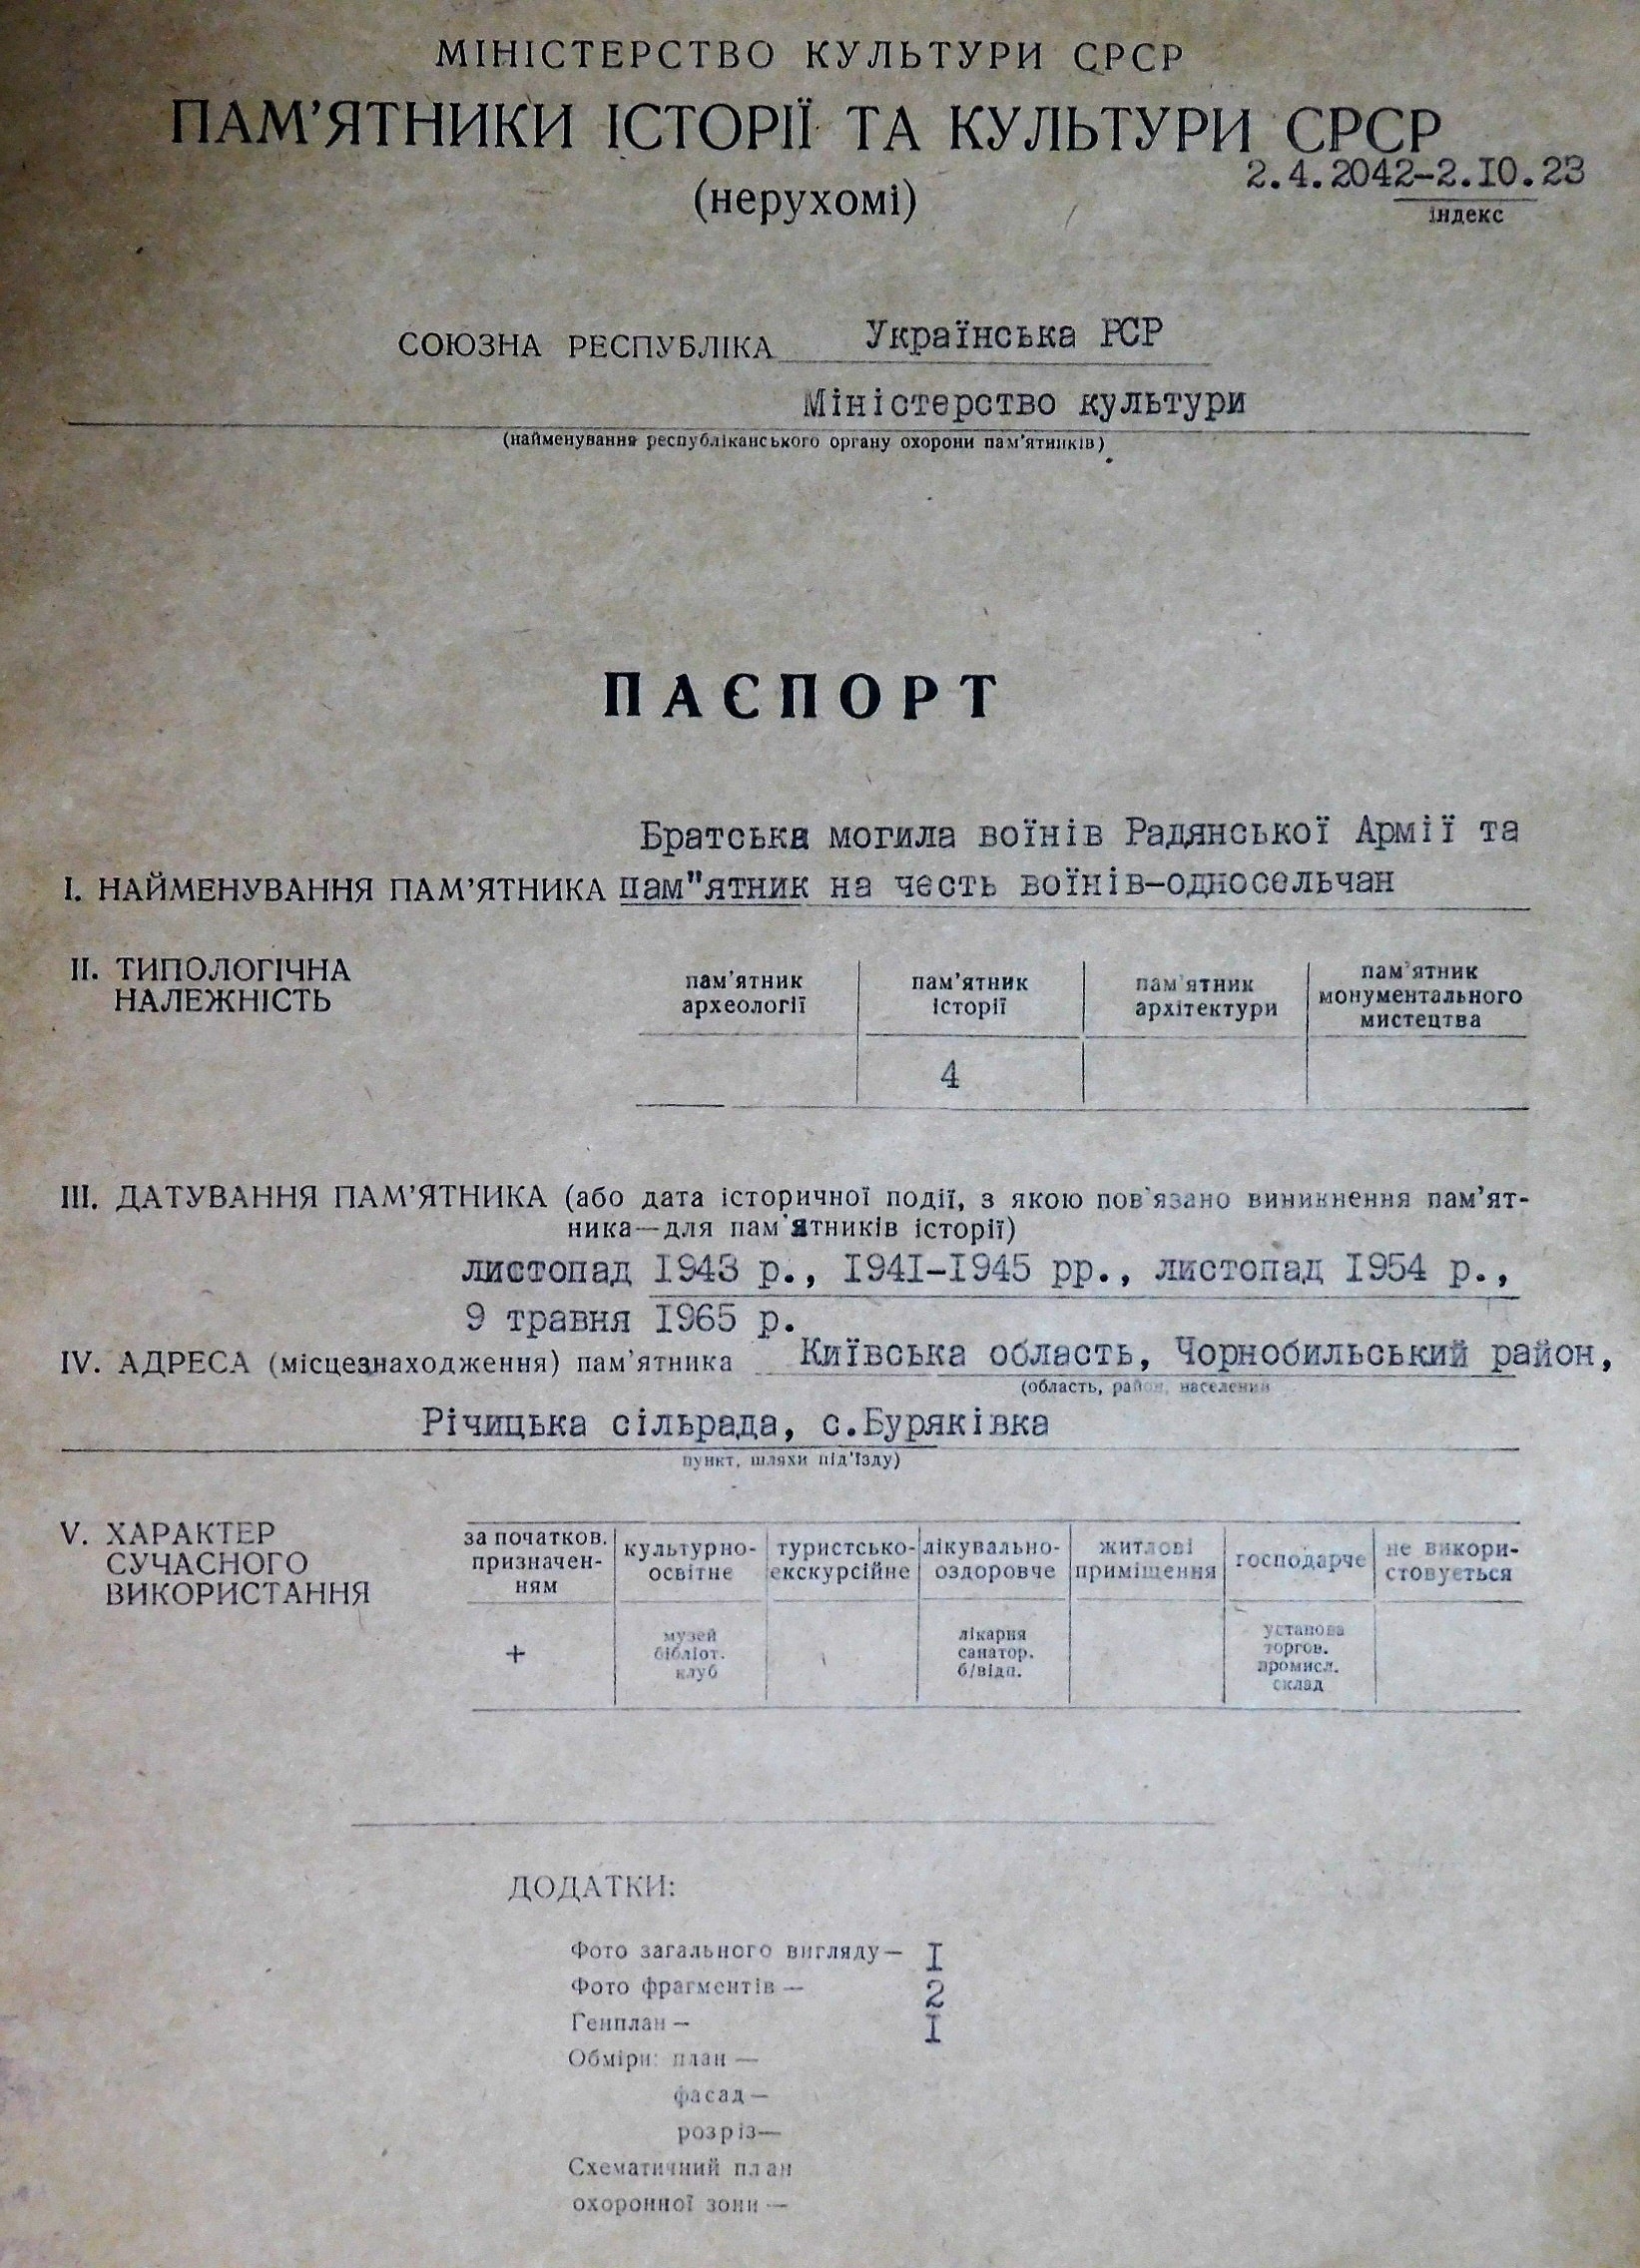 МІНІСТЕРСТВО КУЛЬТУРИ СРСР
ПАМ’ЯТНИКИ ІСТОРІЇ ТА КУЛЬТУРИ СРСР
2.4.2042-2.10.23
(нерухомі)
індекс
СОЮЗНА РЕСПУБЛІКА Українська РСР
Міністерство культури
(найменування республіканського органу охорони пам’ятників)
ПАСПОРТ
Братська могила воїнів Радянської Армії та
I. НАЙМЕНУВАННЯ ПАМ’ЯТНИКА пам"ятник на честь воїнів-односельчан
II. ТИПОЛОГІЧНА НАЛЕЖНІСТЬ
пам’ятник археології
пам’ятник історії
пам’ятник архітектури
пам’ятник монументального мистецтва
4
III. ДАТУВАННЯ ПАМ’ЯТНИКА (або дата історичної події, з якою пов’язано виникнення пам’ят-
ника—для пам’ятників історії)
листопад 1943 р., 1941-1945 рр., листопад 1954 р.,
9 травня 1965 р.
IV. АДРЕСА (місцезнаходження) пам’ятника Київська область, Чорнобильський район,
(область, район, населений
Річицька сільрада, с.Буряківка
пункт, шляхи під’їзду)
V. ХАРАКТЕР СУЧАСНОГО ВИКОРИСТАННЯ
за початков. призначен- ням
культурно- освітне
туристсько- екскурсійне
лікувально- оздоровче
житлові приміщення
господарче
не викори- стовується
+
музей бібліот. клуб
лікарня санатор. б/відп.
установа торгов. промисл. склад
ДОДАТКИ:
Фото загального вигляду— I
Фото фрагментів — 2
Генплан — I
Обміри: план —
фасад —
розріз—
Схематичний план
охоронної зони —